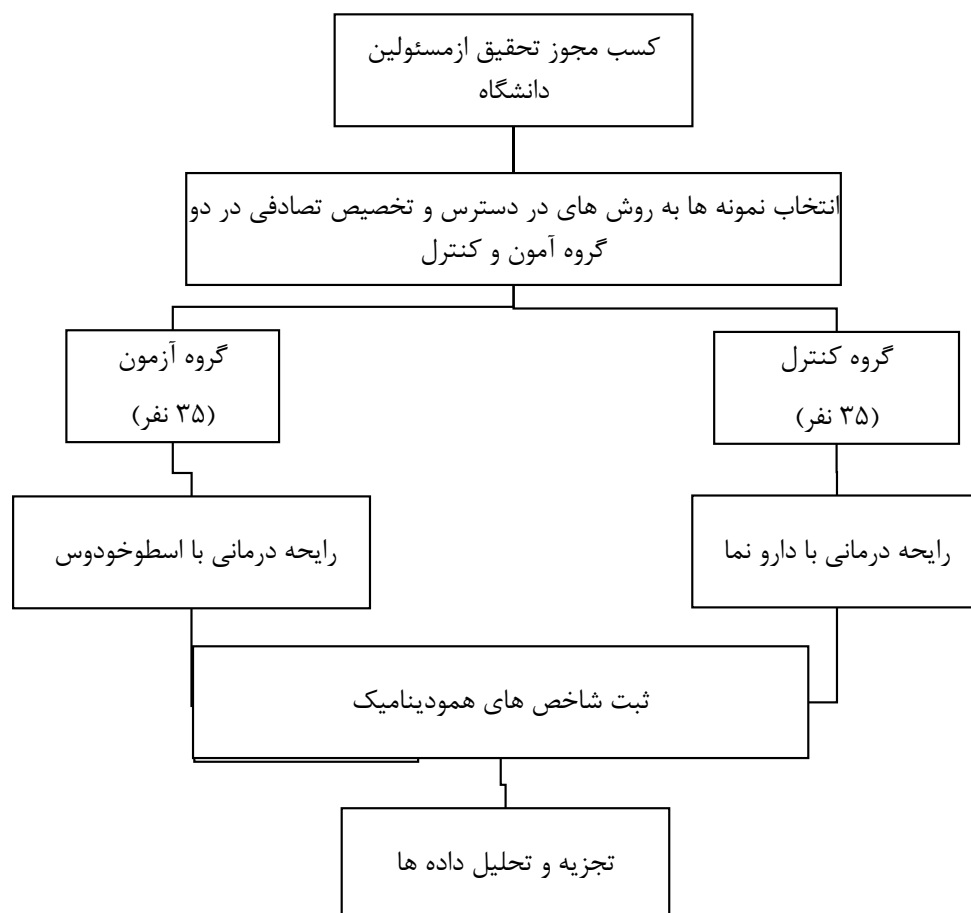 کسب مجوز تحقیق ازمسئولین
دانشگاه
انتخاب نمونه ها به روش های در دسترس و تخصیص تصادفی در دو
گروه آمون و کنترل
گروه کنترل
(۳۵ نفر)
گروه آزمون
(۳۵ نفر)
رایحه درمانی با دارو نما
رایحه درمانی با اسطوخودوس
ثبت شاخص های همودینامیک
تجزیه و تحلیل داده ها